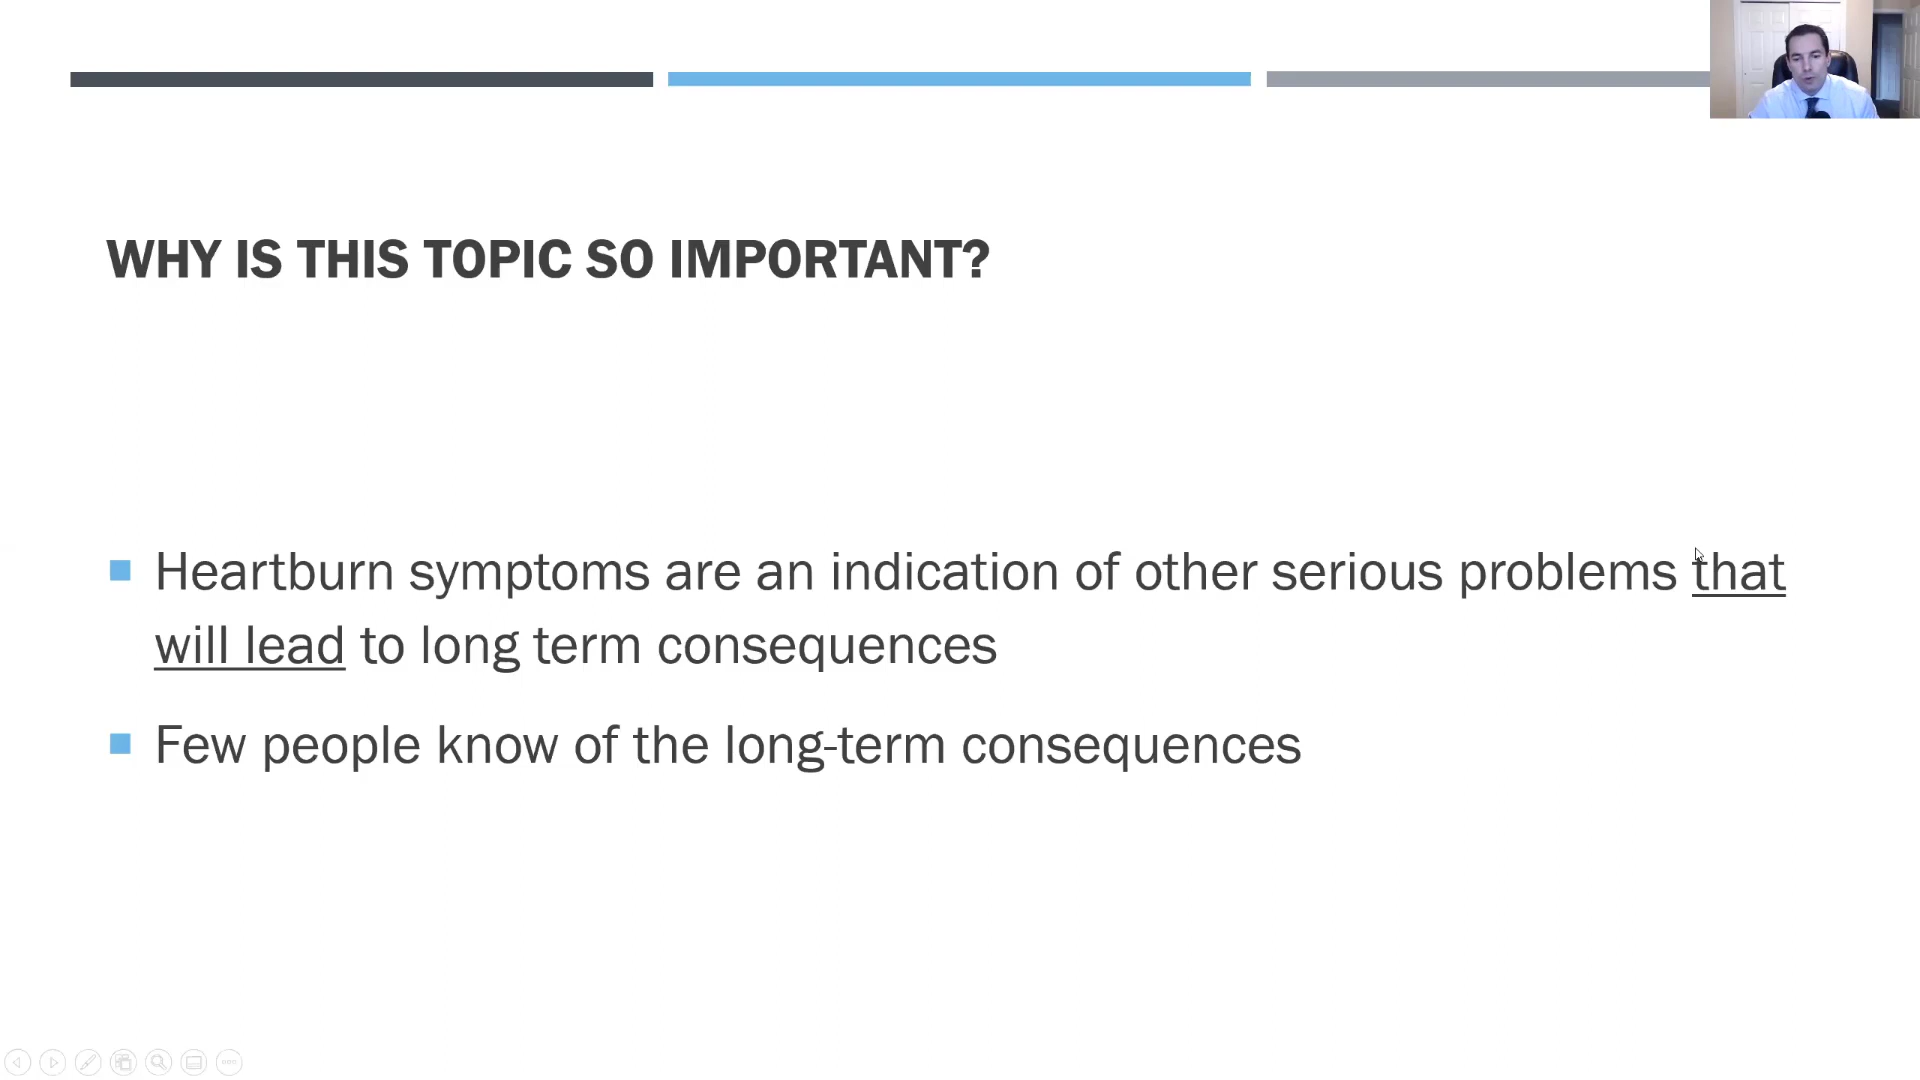 WHY IS THIS TOPIC SO IMPORTANT?
Heartburn symptoms are an indication of other serious problems that
will lead to long term consequences
Few people know of the long-term consequences